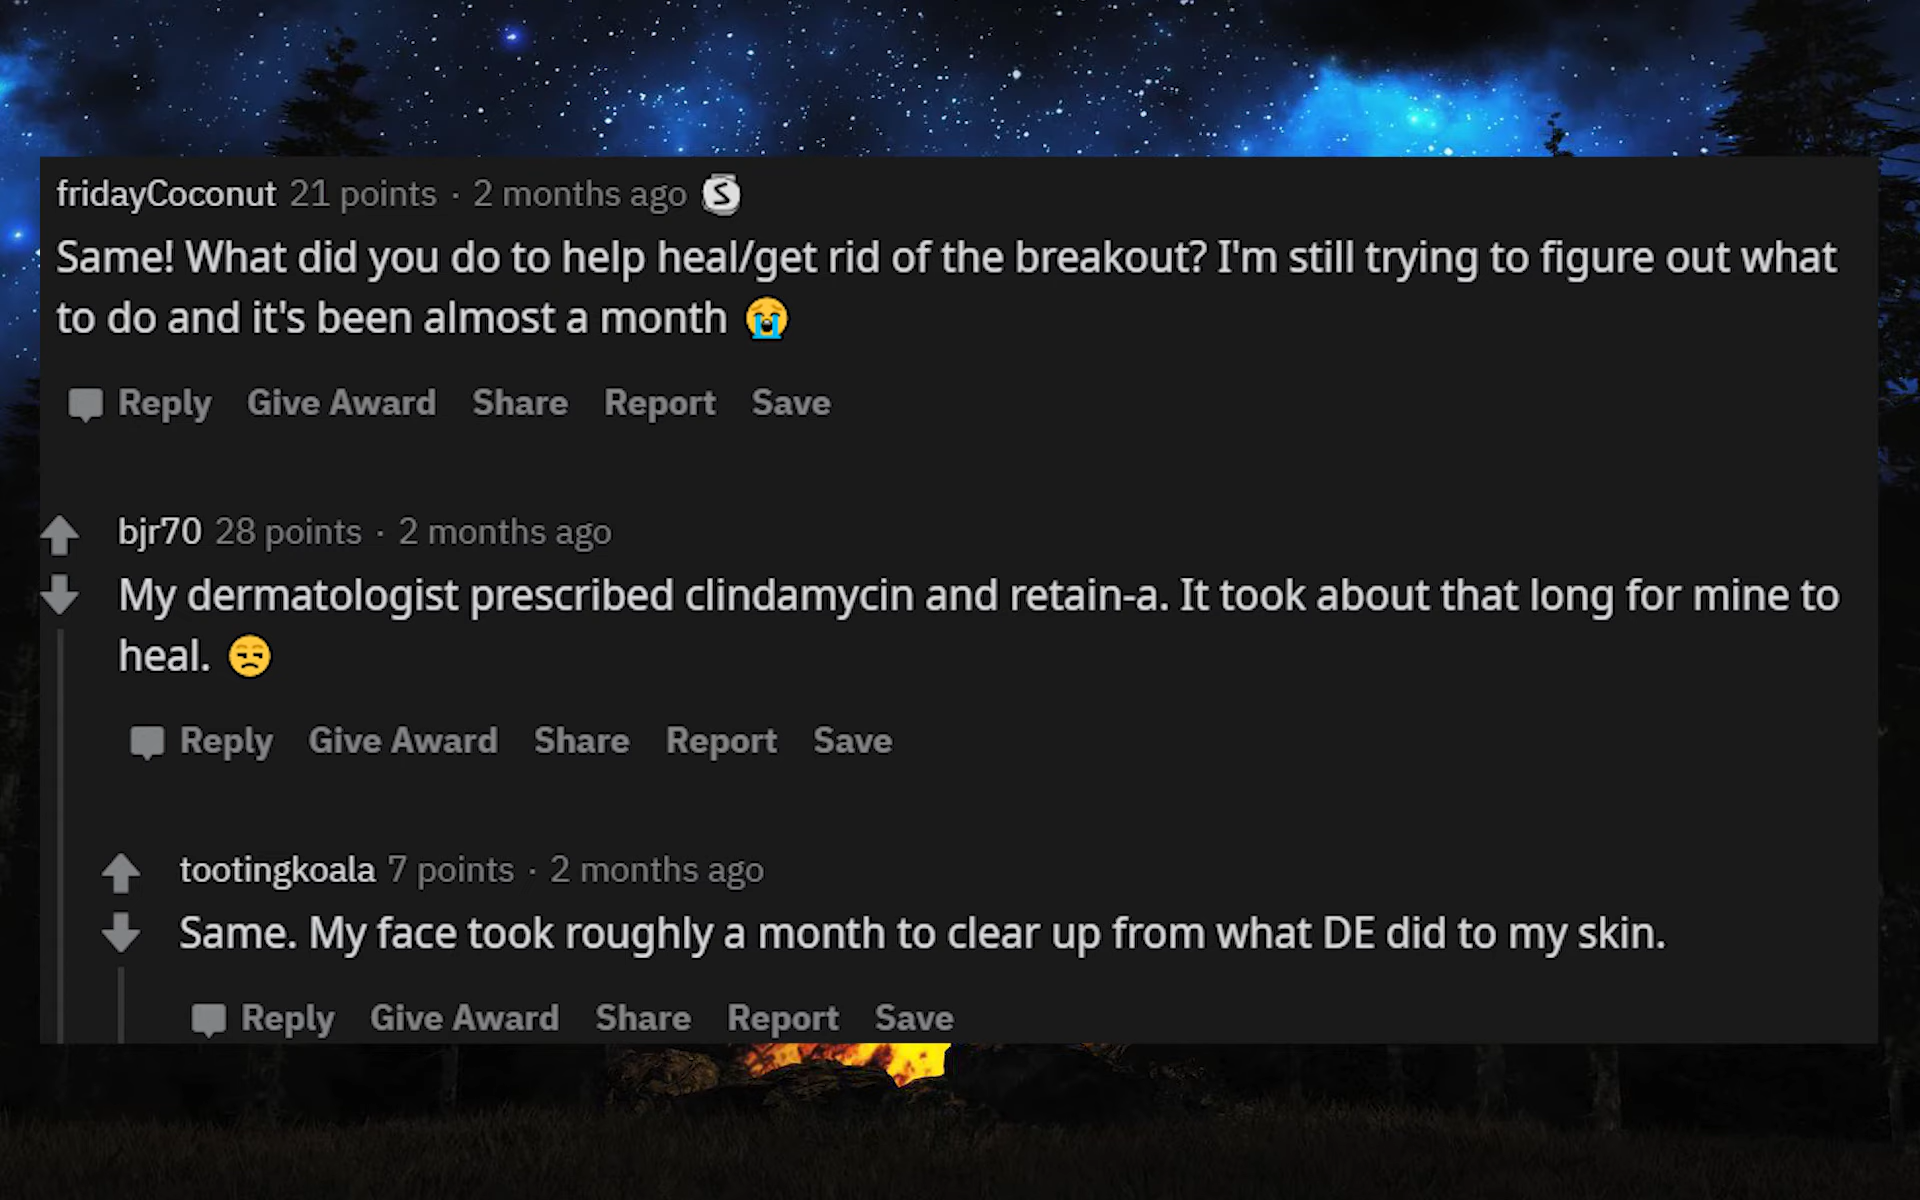 fridayCoconut 21 points · 2 months ago S
Same! What did you do to help heal/get rid of the breakout? I'm still trying to figure out what
to do and it's been almost a month 😭
Reply Give Award Share Report Save
bjr70 28 points · 2 months ago
My dermatologist prescribed clindamycin and retain-a. It took about that long for mine to
heal. 😒
Reply Give Award Share Report Save
tootingkoala 7 points · 2 months ago
Same. My face took roughly a month to clear up from what DE did to my skin.
Reply Give Award Share Report Save